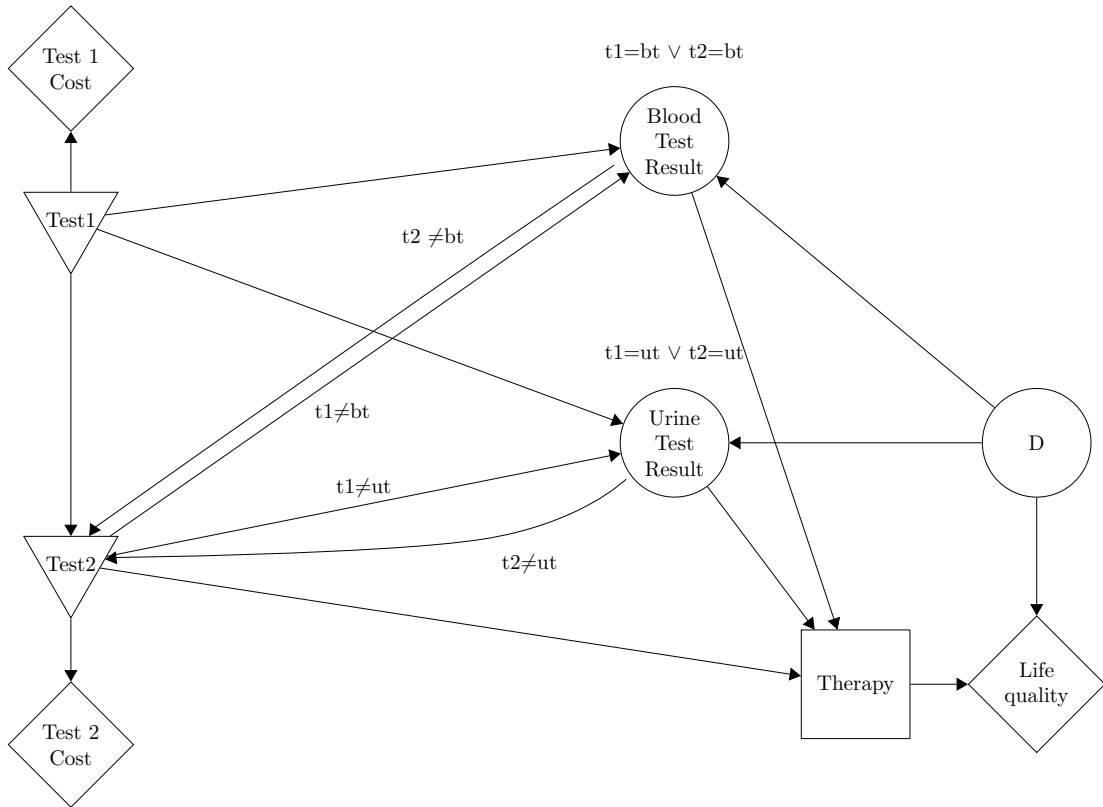 Test 1
Cost
t1=bt ∨ t2=bt
Blood
Test
Result
Test1
t2 ≠bt
t1=ut ∨ t2=ut
t1≠bt
Urine
Test
Result
D
t1≠ut
t2≠ut
Test2
Therapy
Life
quality
Test 2
Cost